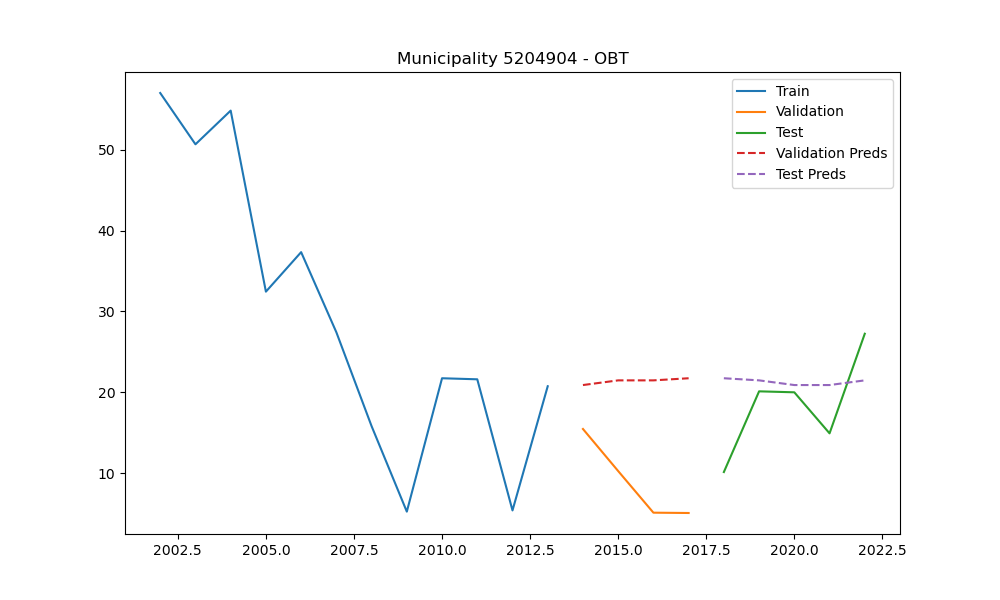 Municipality 5204904 - OBT
Train
Validation
Test
Validation Preds
Test Preds
50
40
30
20
10
2002.5 2005.0 2007.5 2010.0 2012.5 2015.0 2017.5 2020.0 2022.5